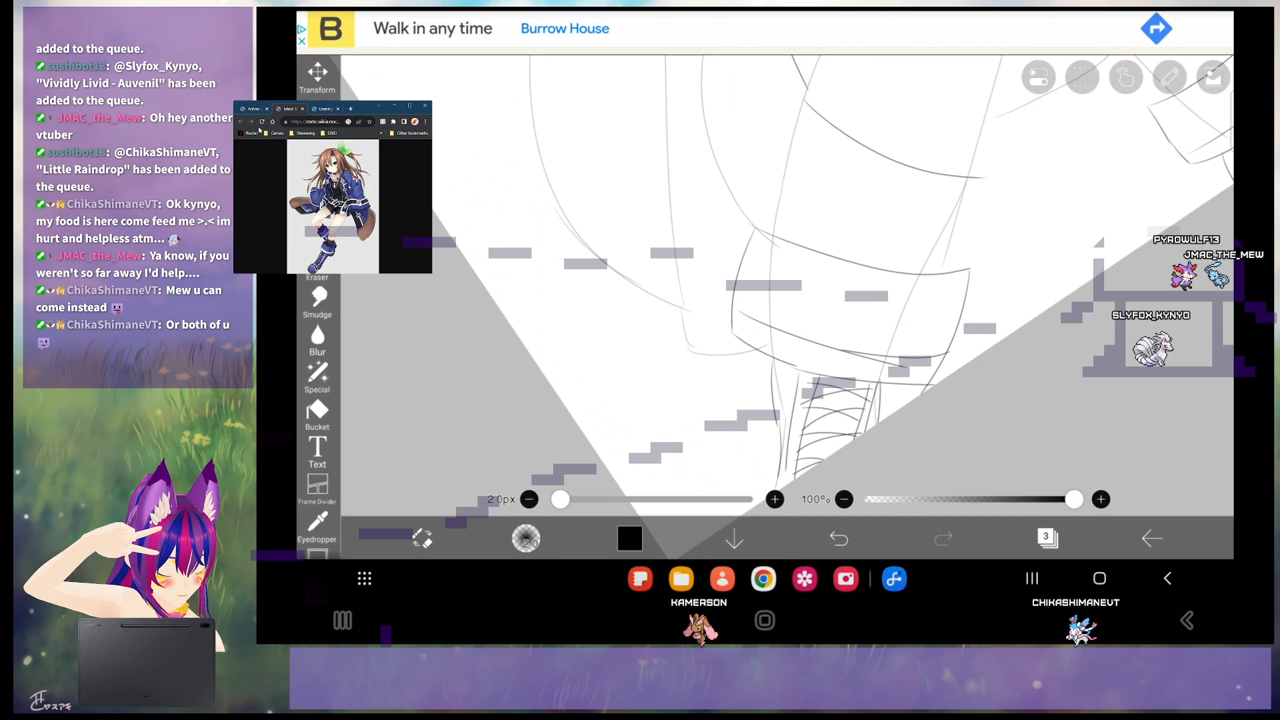 added to the queue.
sushibot13: @Slyfox_Kynyo,
"Vividly Livid - Auvenil" has been
added to the queue.
JMAC_the_Mew: Oh hey another
vtuber
sushibot13: @ChikaShimaneVT,
"Little Raindrop" has been added to
the queue.
ChikaShimaneVT: Ok kynyo,
my food is here come feed me >.< im
hurt and helpless atm...
JMAC_the_Mew: Ya know, if you
weren't so far away I'd help....
ChikaShimaneVT: Mew u can
come instead
ChikaShimaneVT: Or both of u
B
Walk in any time
Burrow House
Transform
Other bookmarks
Eraser
Smudge
Blur
Special
Bucket
T
Text
Frame Divider
Eyedropper
2.0px
100%
3
PYROWULF13
JMAC_THE_MEW
SLYFOX_KYNYO
KAMERSON
CHIKASHIMANEVT